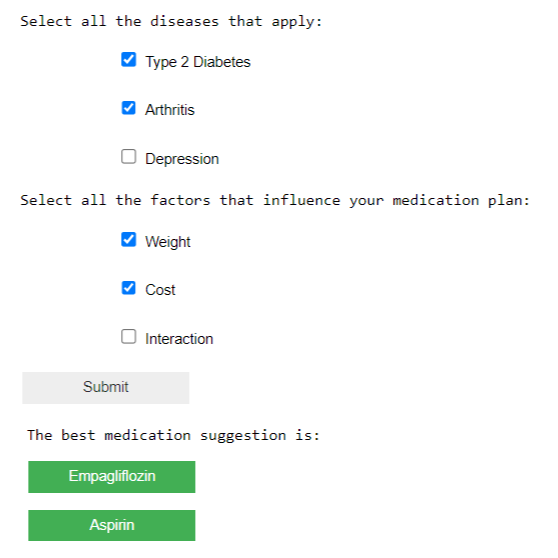 Select all the diseases that apply:
Type 2 Diabetes
Arthritis
Depression
Select all the factors that influence your medication plan:
Weight
Cost
Interaction
Submit
The best medication suggestion is:
Empagliflozin
Aspirin